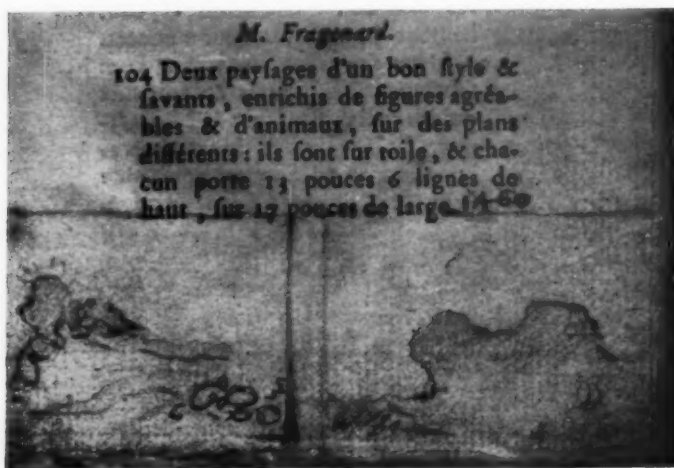 M. Fragonard.
104 Deux payſages d'un bon ſtyle &
ſavants, enrichis de figures agréa-
bles & d'animaux, ſur des plans
différents : ils ſont ſur toile, & cha-
cun porte 13 pouces 6 lignes de
haut, ſur 17 pouces de large